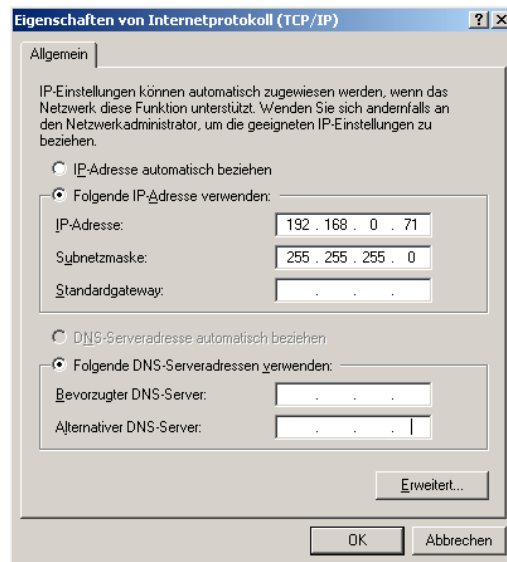 Eigenschaften von Internetprotokoll (TCP/IP)
Allgemein
IP-Einstellungen können automatisch zugewiesen werden, wenn das
Netzwerk diese Funktion unterstützt. Wenden Sie sich andernfalls an
den Netzwerkadministrator, um die geeigneten IP-Einstellungen zu
beziehen.
IP-Adresse automatisch beziehen
Folgende IP-Adresse verwenden:
IP-Adresse: 192 . 168 . 0 . 71
Subnetzmaske: 255 . 255 . 255 . 0
Standardgateway: . . .
DNS-Serveradresse automatisch beziehen
Folgende DNS-Serveradressen verwenden:
Bevorzugter DNS-Server: . . .
Alternativer DNS-Server: . . .
Erweitert...
OK Abbrechen